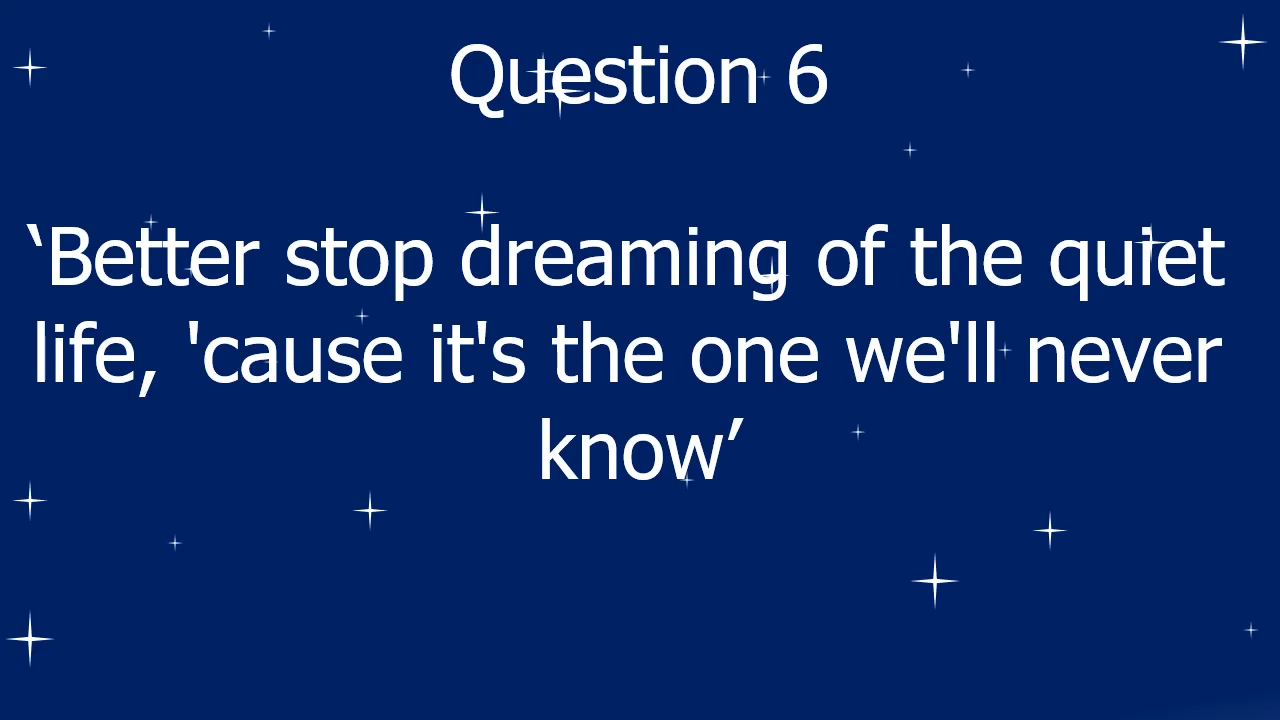 Question 6
‘Better stop dreaming of the quiet
life, 'cause it's the one we'll never
know’